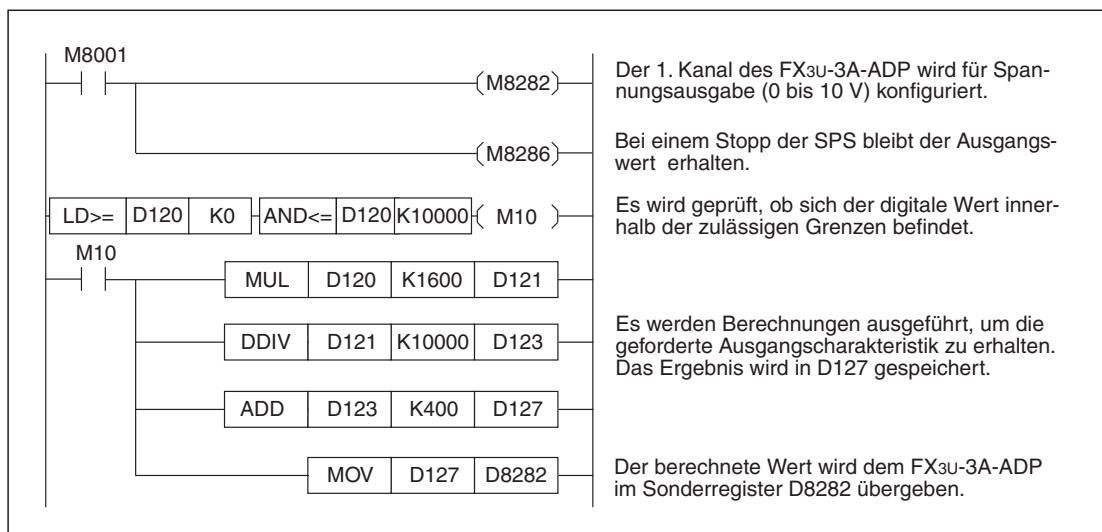 M8001
M8282
Der 1. Kanal des FX3U-3A-ADP wird für Span-
nungsausgabe (0 bis 10 V) konfiguriert.
M8286
Bei einem Stopp der SPS bleibt der Ausgangs-
wert erhalten.
LD>= D120 K0 AND<= D120 K10000 M10
Es wird geprüft, ob sich der digitale Wert inner-
halb der zulässigen Grenzen befindet.
M10
MUL D120 K1600 D121
DDIV D121 K10000 D123
Es werden Berechnungen ausgeführt, um die
geforderte Ausgangscharakteristik zu erhalten.
Das Ergebnis wird in D127 gespeichert.
ADD D123 K400 D127
MOV D127 D8282
Der berechnete Wert wird dem FX3U-3A-ADP
im Sonderregister D8282 übergeben.